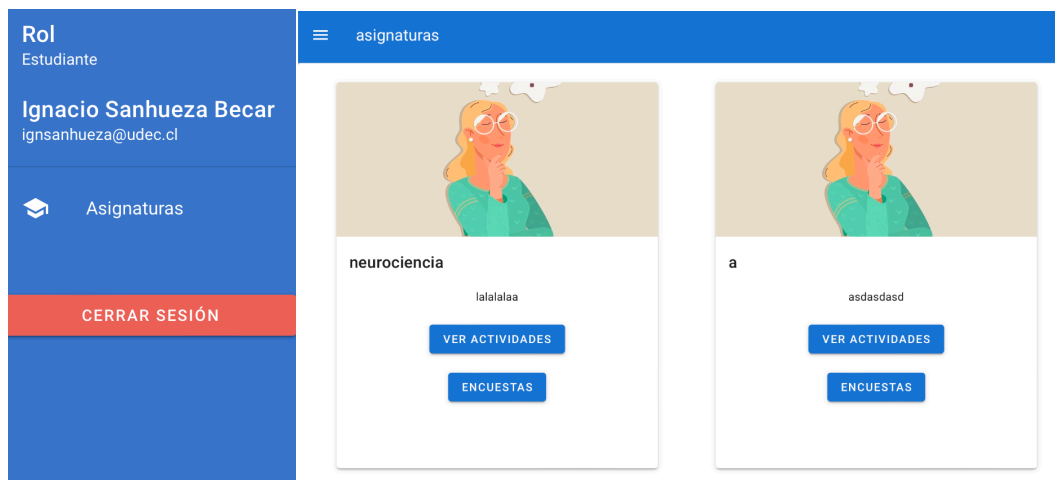 Rol
Estudiante
Ignacio Sanhueza Becar
ignsanhueza@udec.cl
Asignaturas
CERRAR SESIÓN
asignaturas
neurociencia
lalalalaa
VER ACTIVIDADES
ENCUESTAS
a
asdasdasd
VER ACTIVIDADES
ENCUESTAS